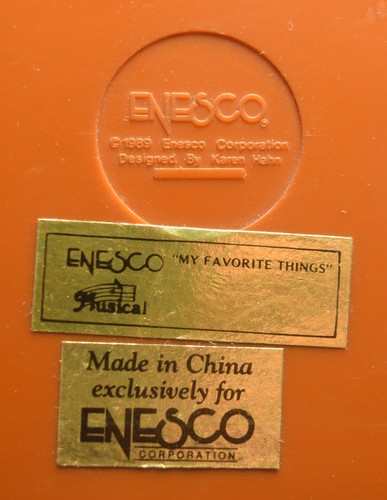 ENESCO®
©1989 Enesco Corporation
Designed By Karen Hahn
ENESCO "MY FAVORITE THINGS"
Musical
Made in China
exclusively for
ENESCO
CORPORATION